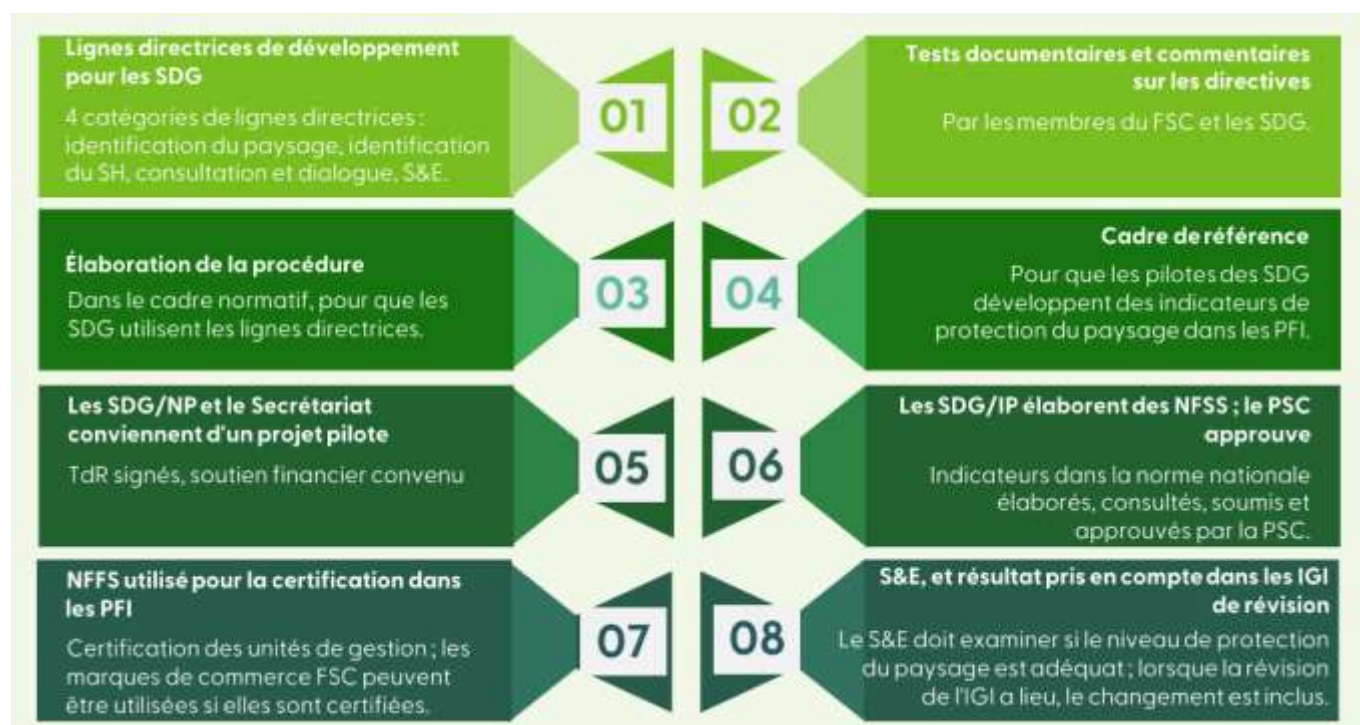 Lignes directrices de développement
pour les SDG
4 catégories de lignes directrices :
identification du paysage, identification
du SH, consultation et dialogue, S&E.
01
02
Tests documentaires et commentaires
sur les directives
Par les membres du FSC et les SDG.
Élaboration de la procédure
Dans le cadre normatif, pour que les
SDG utilisent les lignes directrices.
03
04
Cadre de référence
Pour que les pilotes des SDG
développent des indicateurs de
protection du paysage dans les PFI.
Les SDG/NP et le Secrétariat
conviennent d'un projet pilote
TdR signés, soutien financier convenu
05
06
Les SDG/IP élaborent des NFSS ; le PSC
approuve
Indicateurs dans la norme nationale
élaborés, consultés, soumis et
approuvés par la PSC.
NFFS utilisé pour la certification dans
les PFI
Certification des unités de gestion ; les
marques de commerce FSC peuvent
être utilisées si elles sont certifiées.
07
08
S&E, et résultat pris en compte dans les IGI
de révision
Le S&E doit examiner si le niveau de protection
du paysage est adéquat ; lorsque la révision
de l'IGI a lieu, le changement est inclus.